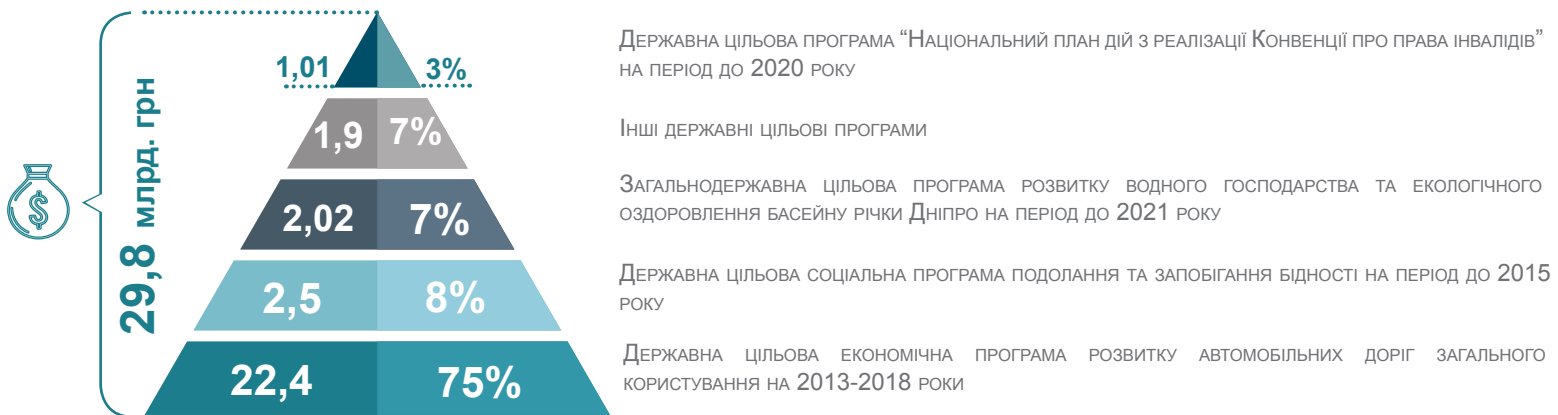 29,8 млрд. грн
1,01 3%
Державна цільова програма “Національний план дій з реалізації Конвенції про права інвалідів”
на період до 2020 року
1,9 7%
Інші державні цільові програми
2,02 7%
Загальнодержавна цільова програма розвитку водного господарства та екологічного
оздоровлення басейну річки Дніпро на період до 2021 року
2,5 8%
Державна цільова соціальна програма подолання та запобігання бідності на період до 2015
року
22,4 75%
Державна цільова економічна програма розвитку автомобільних доріг загального
користування на 2013-2018 роки